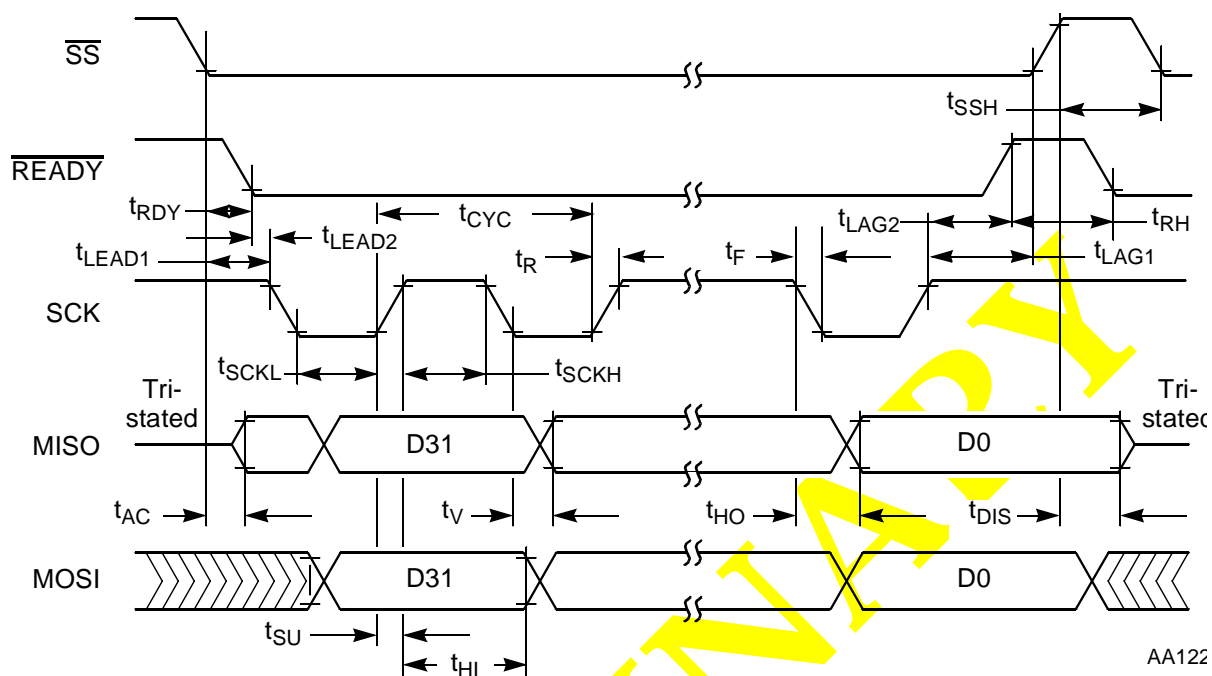 SS
tSSH
READY
tRDY
tCYC
tLAG2
tRH
tLEAD1
tLEAD2
tR
tF
tLAG1
SCK
tSCKL
tSCKH
Tri-
stated
Tri-
stated
MISO
D31
D0
tAC
tV
tHO
tDIS
MOSI
D31
D0
tSU
tHI
AA122